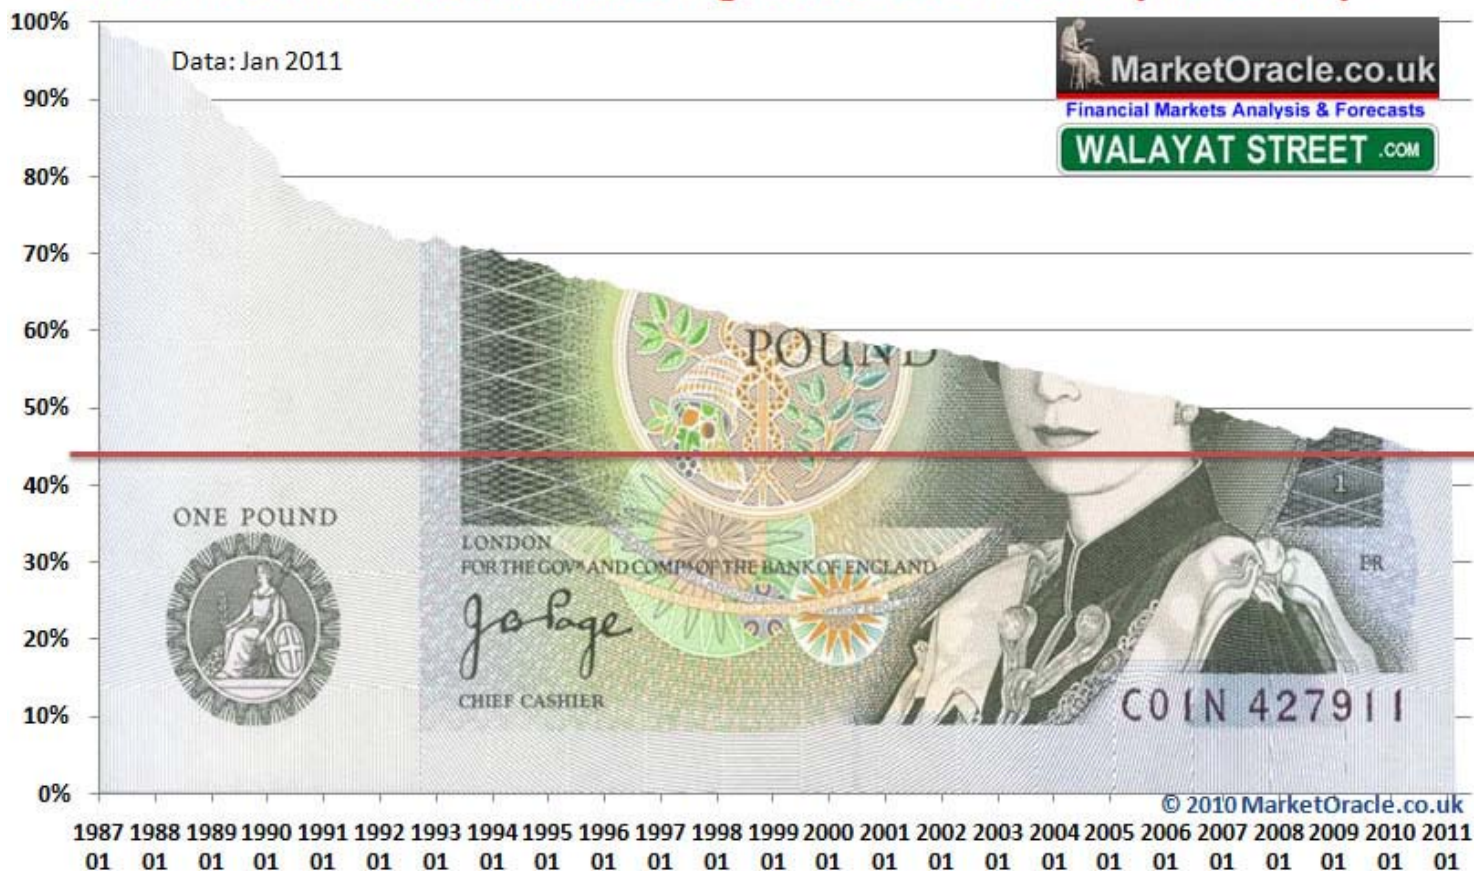 100%
90%
80%
70%
60%
50%
40%
30%
20%
10%
0%
Data: Jan 2011
MarketOracle.co.uk
Financial Markets Analysis & Forecasts
WALAYAT STREET .COM
POUND
ONE POUND
LONDON
FOR THE GOVR AND COMPA OF THE BANK OF ENGLAND
CHIEF CASHIER
1
PR
C01N 427911
© 2010 MarketOracle.co.uk
1987 1988 1989 1990 1991 1992 1993 1994 1995 1996 1997 1998 1999 2000 2001 2002 2003 2004 2005 2006 2007 2008 2009 2010 2011
01 01 01 01 01 01 01 01 01 01 01 01 01 01 01 01 01 01 01 01 01 01 01 01 01